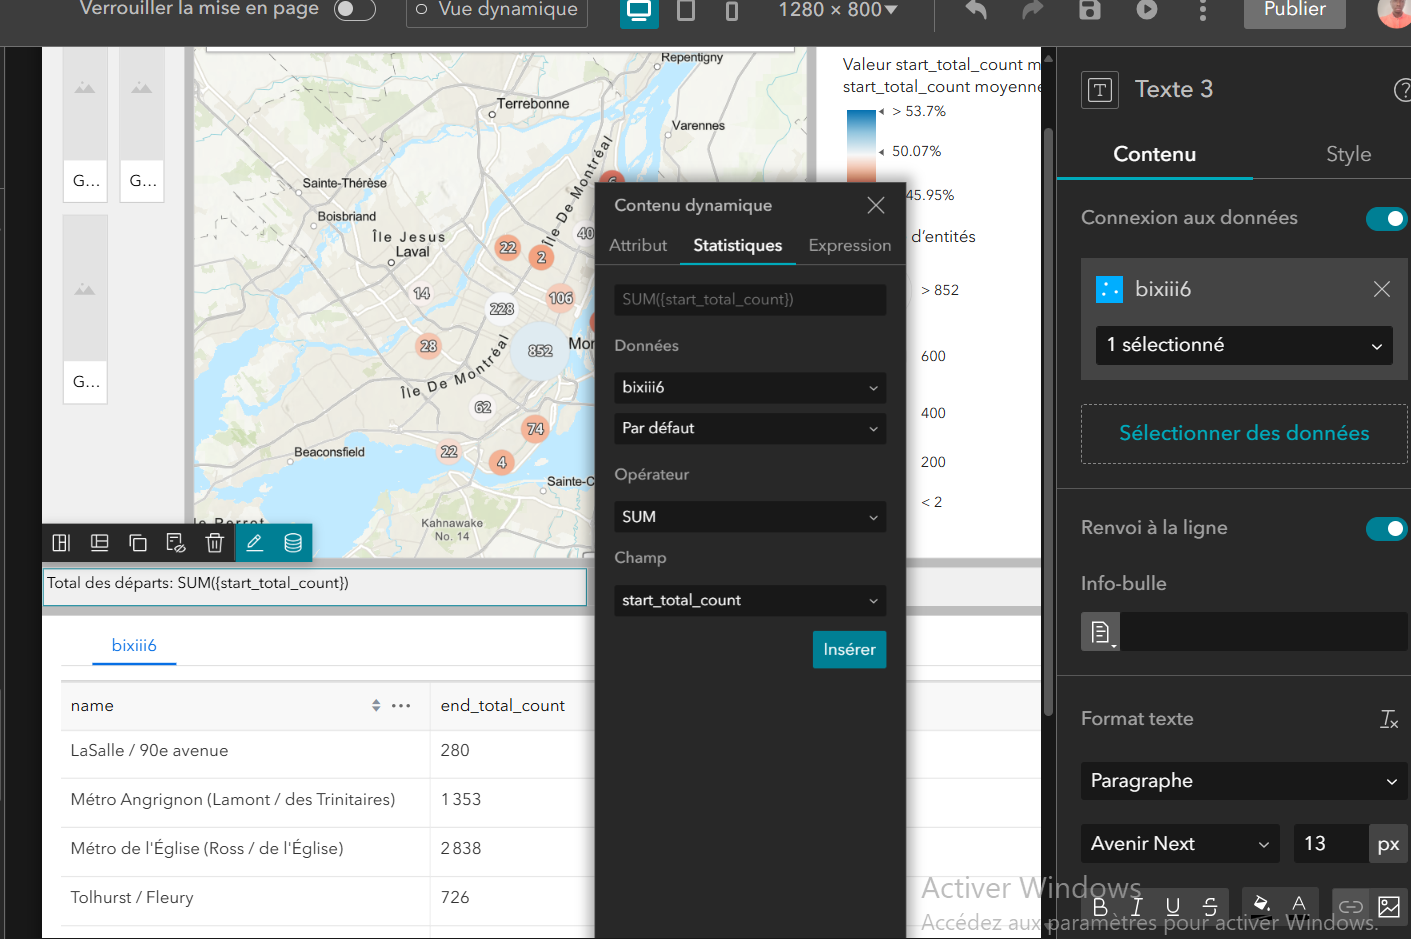 Verrouiller la mise en page
Vue dynamique
1280 × 800
Publier
G...
G...
G...
Repentigny
Terrebonne
Varennes
Sainte-Thérèse
Boisbriand
Île Jesus
Laval
Île-De-Montréal
22
2
40
14
228
106
28
852
Mon
Île De Montréal
62
74
22
4
Beaconsfield
Sainte-C
Île Perrot
Kahnawake
No. 14
Valeur start_total_count m
start_total_count moyenne
> 53.7%
50.07%
45.95%
d'entités
> 852
600
400
200
< 2
Total des départs: SUM({start_total_count})
bixiii6
name
end_total_count
LaSalle / 90e avenue
280
Métro Angrignon (Lamont / des Trinitaires)
1 353
Métro de l'Église (Ross / de l'Église)
2 838
Tolhurst / Fleury
726
Contenu dynamique
Attribut
Statistiques
Expression
SUM({start_total_count})
Données
bixiii6
Par défaut
Opérateur
SUM
Champ
start_total_count
Insérer
T
Texte 3
?
Contenu
Style
Connexion aux données
bixiii6
1 sélectionné
Sélectionner des données
Renvoi à la ligne
Info-bulle
Format texte
Paragraphe
Avenir Next
13
px
B I U S A
Activer Windows
Accédez aux paramètres pour activer Windows.